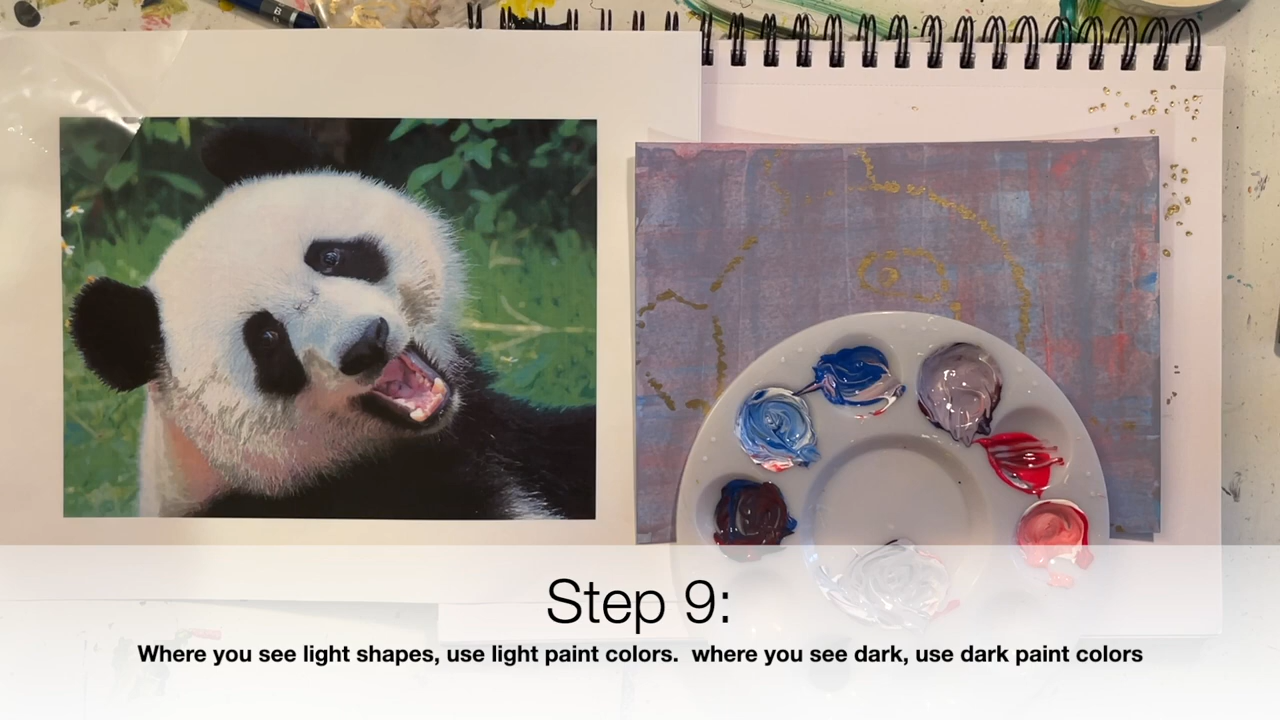 Step 9:
Where you see light shapes, use light paint colors.  where you see dark, use dark paint colors